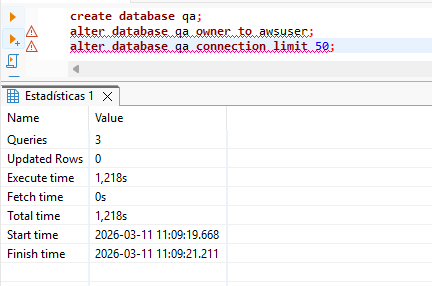 create database qa;
alter database qa owner to awsuser;
alter database qa connection limit 50;
Estadísticas 1
Name Value
Queries 3
Updated Rows 0
Execute time 1,218s
Fetch time 0s
Total time 1,218s
Start time 2026-03-11 11:09:19.668
Finish time 2026-03-11 11:09:21.211